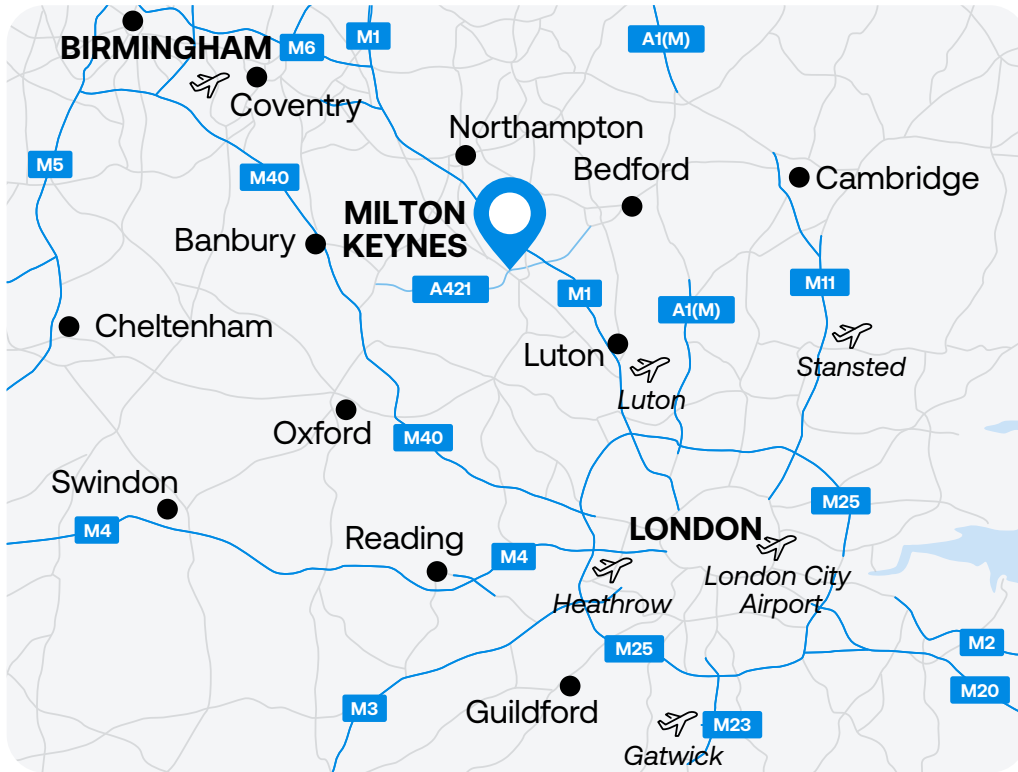 M1
A1(M)
BIRMINGHAM
M6
Coventry
Northampton
M5
M40
Bedford
Cambridge
MILTON
KEYNES
Banbury
A421
M1
M11
A1(M)
Cheltenham
Luton
Stansted
Luton
Oxford
M40
Swindon
M25
M4
LONDON
Reading
M4
London City
Airport
Heathrow
M25
M2
M20
Guildford
M3
M23
Gatwick